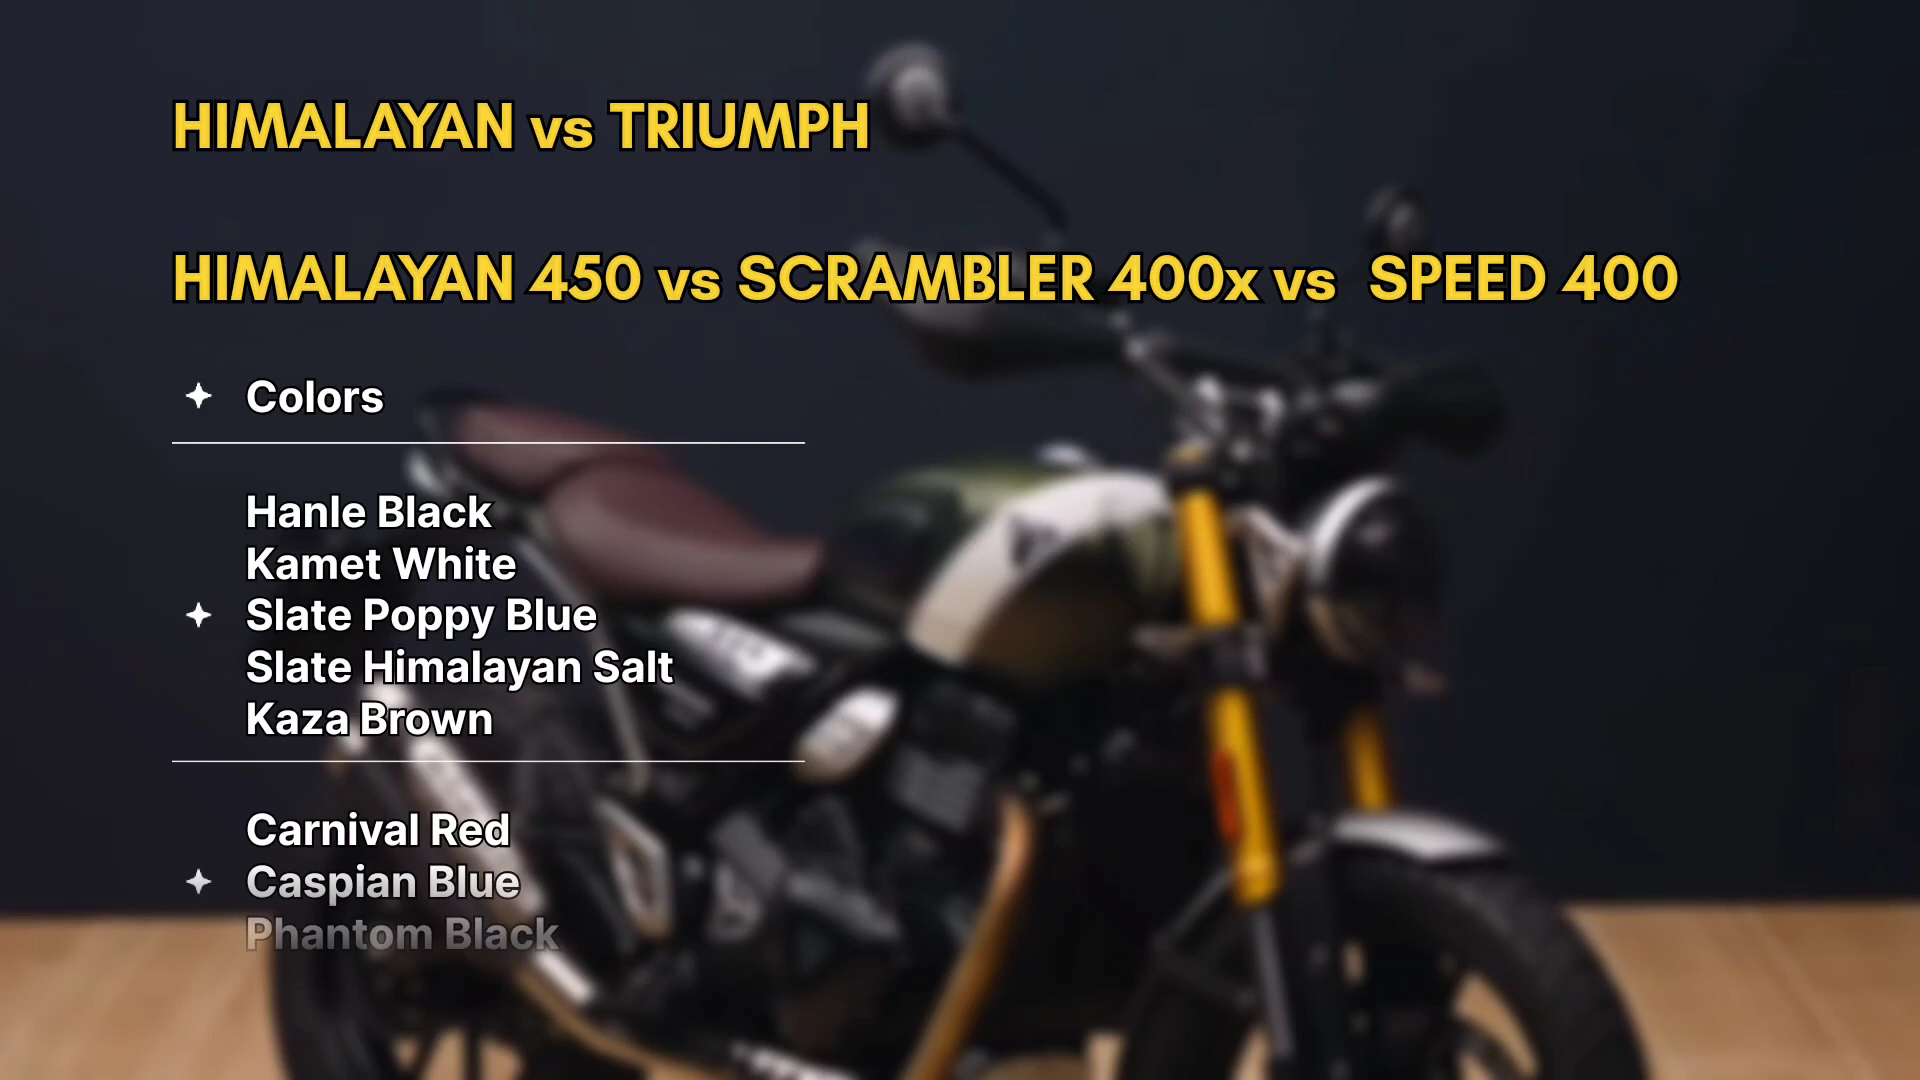 HIMALAYAN vs TRIUMPH
HIMALAYAN 450 vs SCRAMBLER 400x vs SPEED 400
Colors
Hanle Black
Kamet White
Slate Poppy Blue
Slate Himalayan Salt
Kaza Brown
Carnival Red
Caspian Blue
Phantom Black